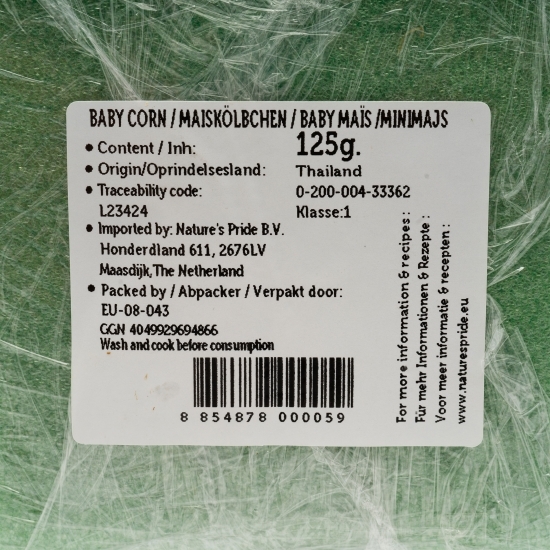 BABY CORN / MAISKÖLBCHEN / BABY MAÏS /MINIMAJS
• Content / Inh: 125g.
• Origin/Oprindelsesland: Thailand
• Traceability code: 0-200-004-33362
L23424 Klasse:1
• Imported by: Nature's Pride B.V.
Honderdland 611, 2676LV
Maasdijk,The Netherland
• Packed by / Abpacker / Verpakt door:
EU-08-043
GGN 4049929694866
Wash and cook before consumption
8 854878 000059
For more information & recipes :
Für mehr Informationen & Rezepte :
Voor meer informatie & recepten :
www.naturespride.eu